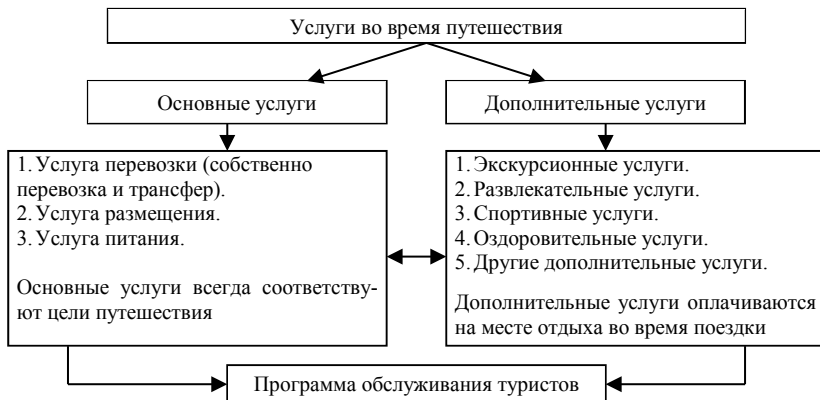 Услуги во время путешествия
Основные услуги
Дополнительные услуги
1. Услуга перевозки (собственно
перевозка и трансфер).
2. Услуга размещения.
3. Услуга питания.
Основные услуги всегда соответству-
ют цели путешествия
1. Экскурсионные услуги.
2. Развлекательные услуги.
3. Спортивные услуги.
4. Оздоровительные услуги.
5. Другие дополнительные услуги.
Дополнительные услуги оплачиваются
на месте отдыха во время поездки
Программа обслуживания туристов